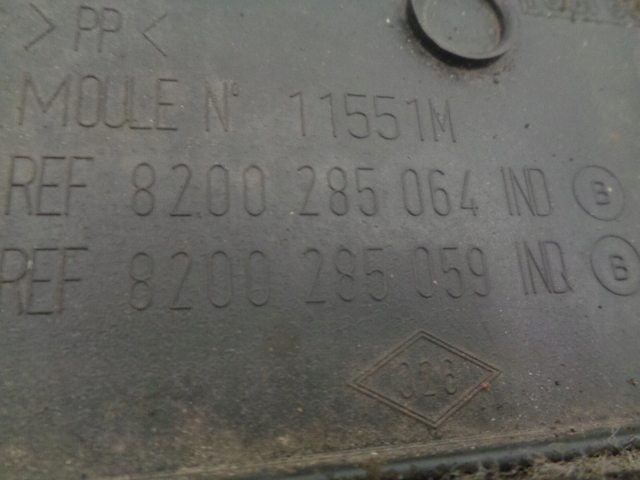 >PP<
MOULE N° 11551M
REF 8200 285 064 IND B
REF 8200 285 059 IND B